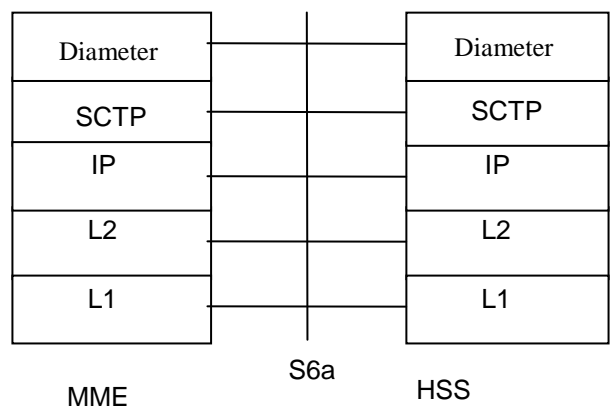 Diameter Diameter
SCTP SCTP
IP IP
L2 L2
L1 L1
S6a
MME HSS